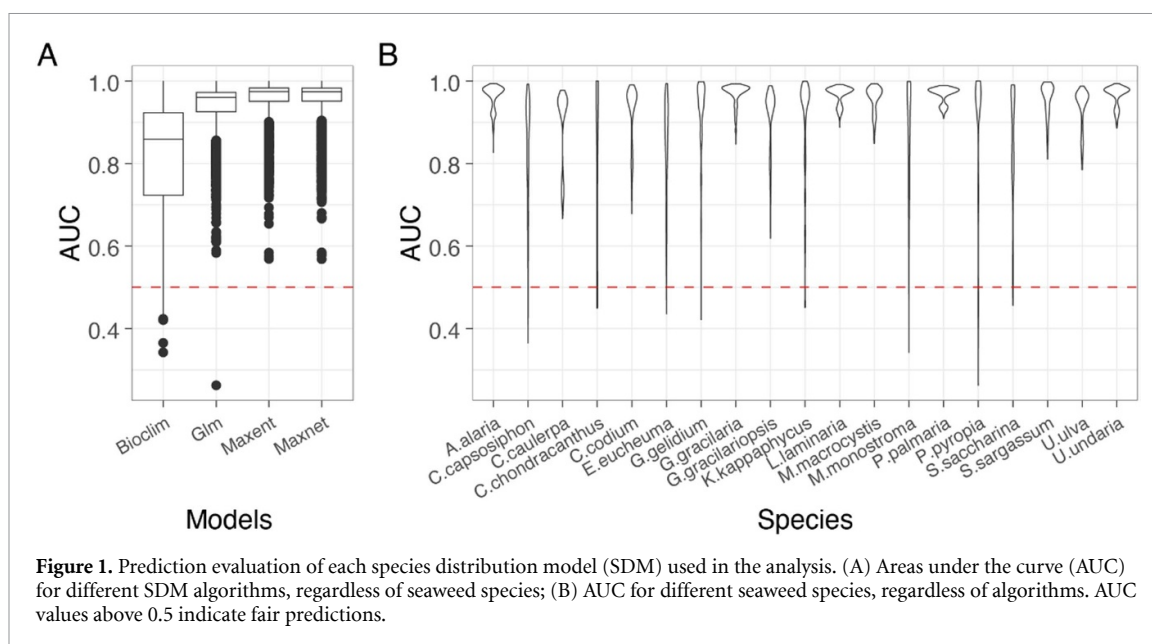 A
B
AUC
1.0
0.8
0.6
0.4
Bioclim
Glm
Maxent
Maxnet
Models
AUC
1.0
0.8
0.6
0.4
A.alaria
C.capsosiphon
C.caulerpa
C.chondracanthus
C.codium
E.eucheuma
G.gelidium
G.gracilaria
G.gracilariopsis
K.kappaphycus
L.laminaria
M.macrocystis
M.monostroma
P.palmaria
P.pyropia
S.saccharina
S.sargassum
U.ulva
U.undaria
Species
Figure 1. Prediction evaluation of each species distribution model (SDM) used in the analysis. (A) Areas under the curve (AUC)
for different SDM algorithms, regardless of seaweed species; (B) AUC for different seaweed species, regardless of algorithms. AUC
values above 0.5 indicate fair predictions.